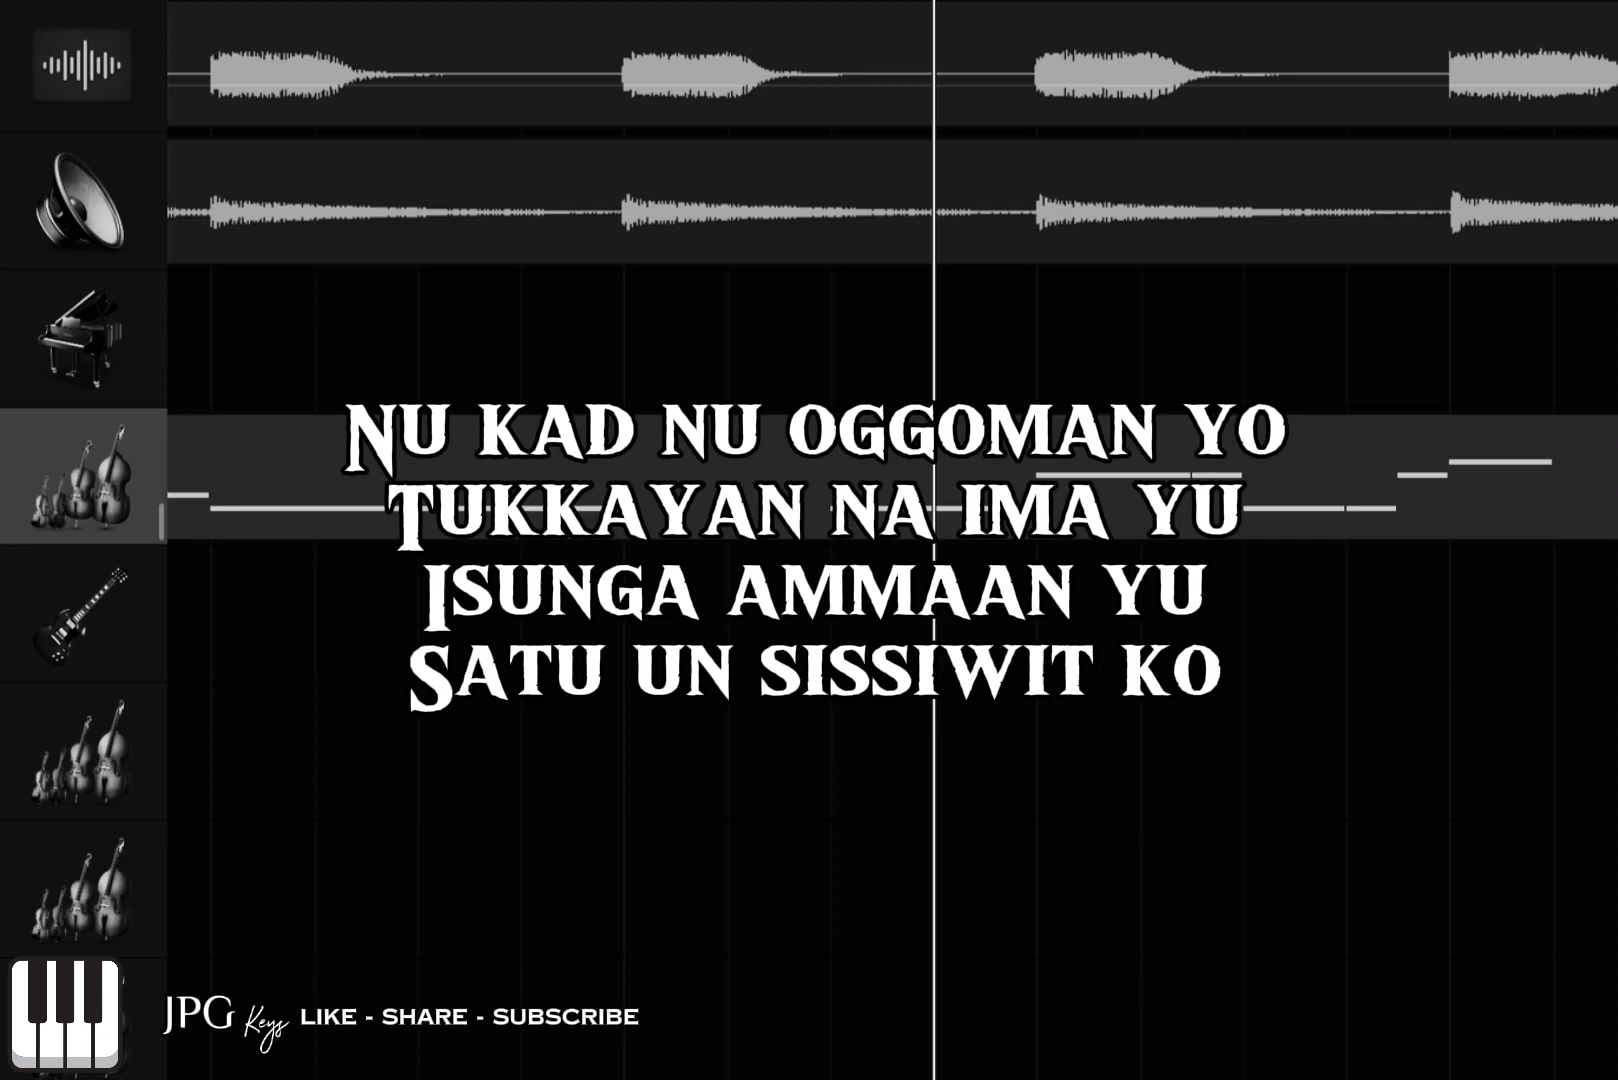 Nu kad nu oggoman yo
Tukkayan na ima yu
Isunga ammaan yu
Satu un sissiwit ko
JPG Keys LIKE - SHARE - SUBSCRIBE